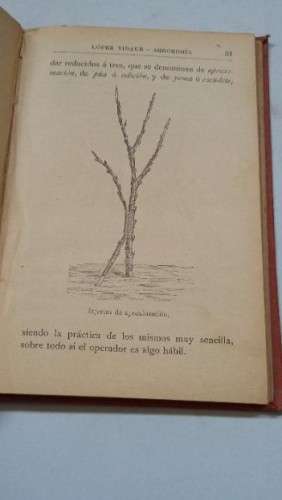 LÓPEZ VIDAUR – AGRONOMÍA 31
dar reducidos á tres, que se denominan de aproxi-
mación, de púa ó adición, y de yema ó escudete,
Injertos de aproximación.
siendo la práctica de los mismos muy sencilla,
sobre todo si el operador es algo hábil.